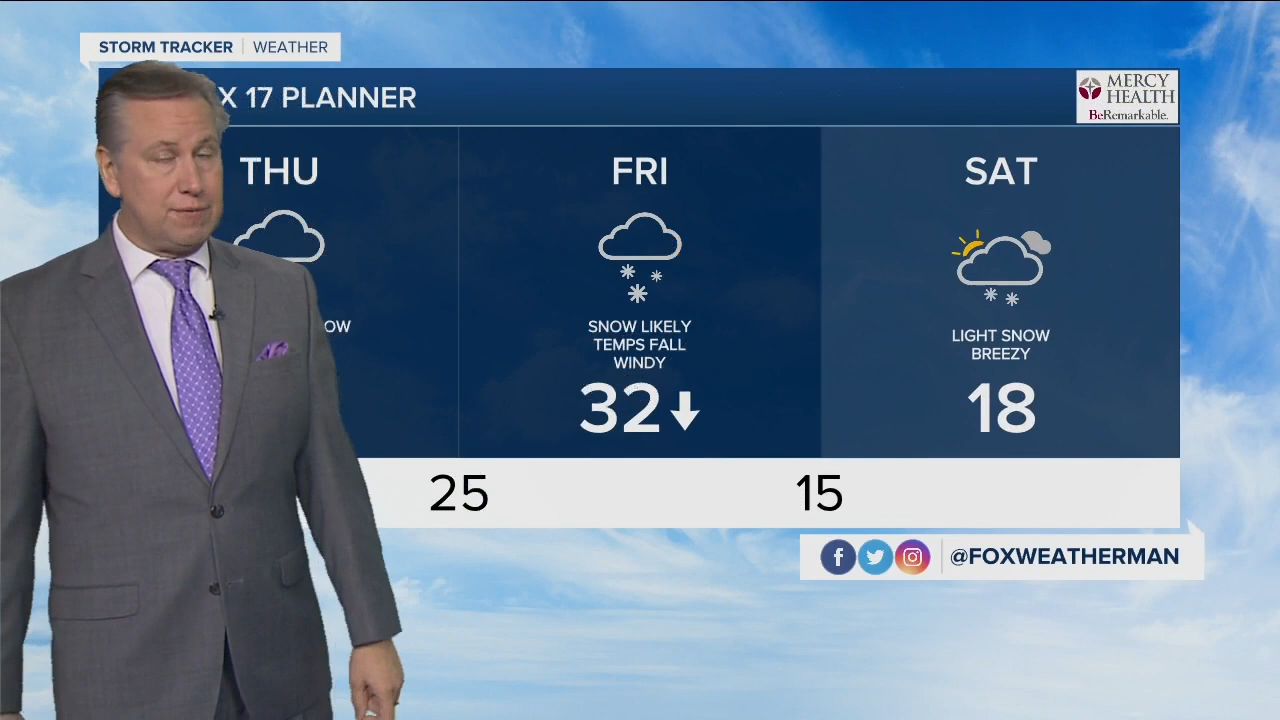 STORM TRACKER | WEATHER
X 17 PLANNER
MERCY
HEALTH
BeRemarkable.
THU
OW
FRI
SNOW LIKELY
TEMPS FALL
WINDY
32
SAT
LIGHT SNOW
BREEZY
18
25
15
@FOXWEATHERMAN